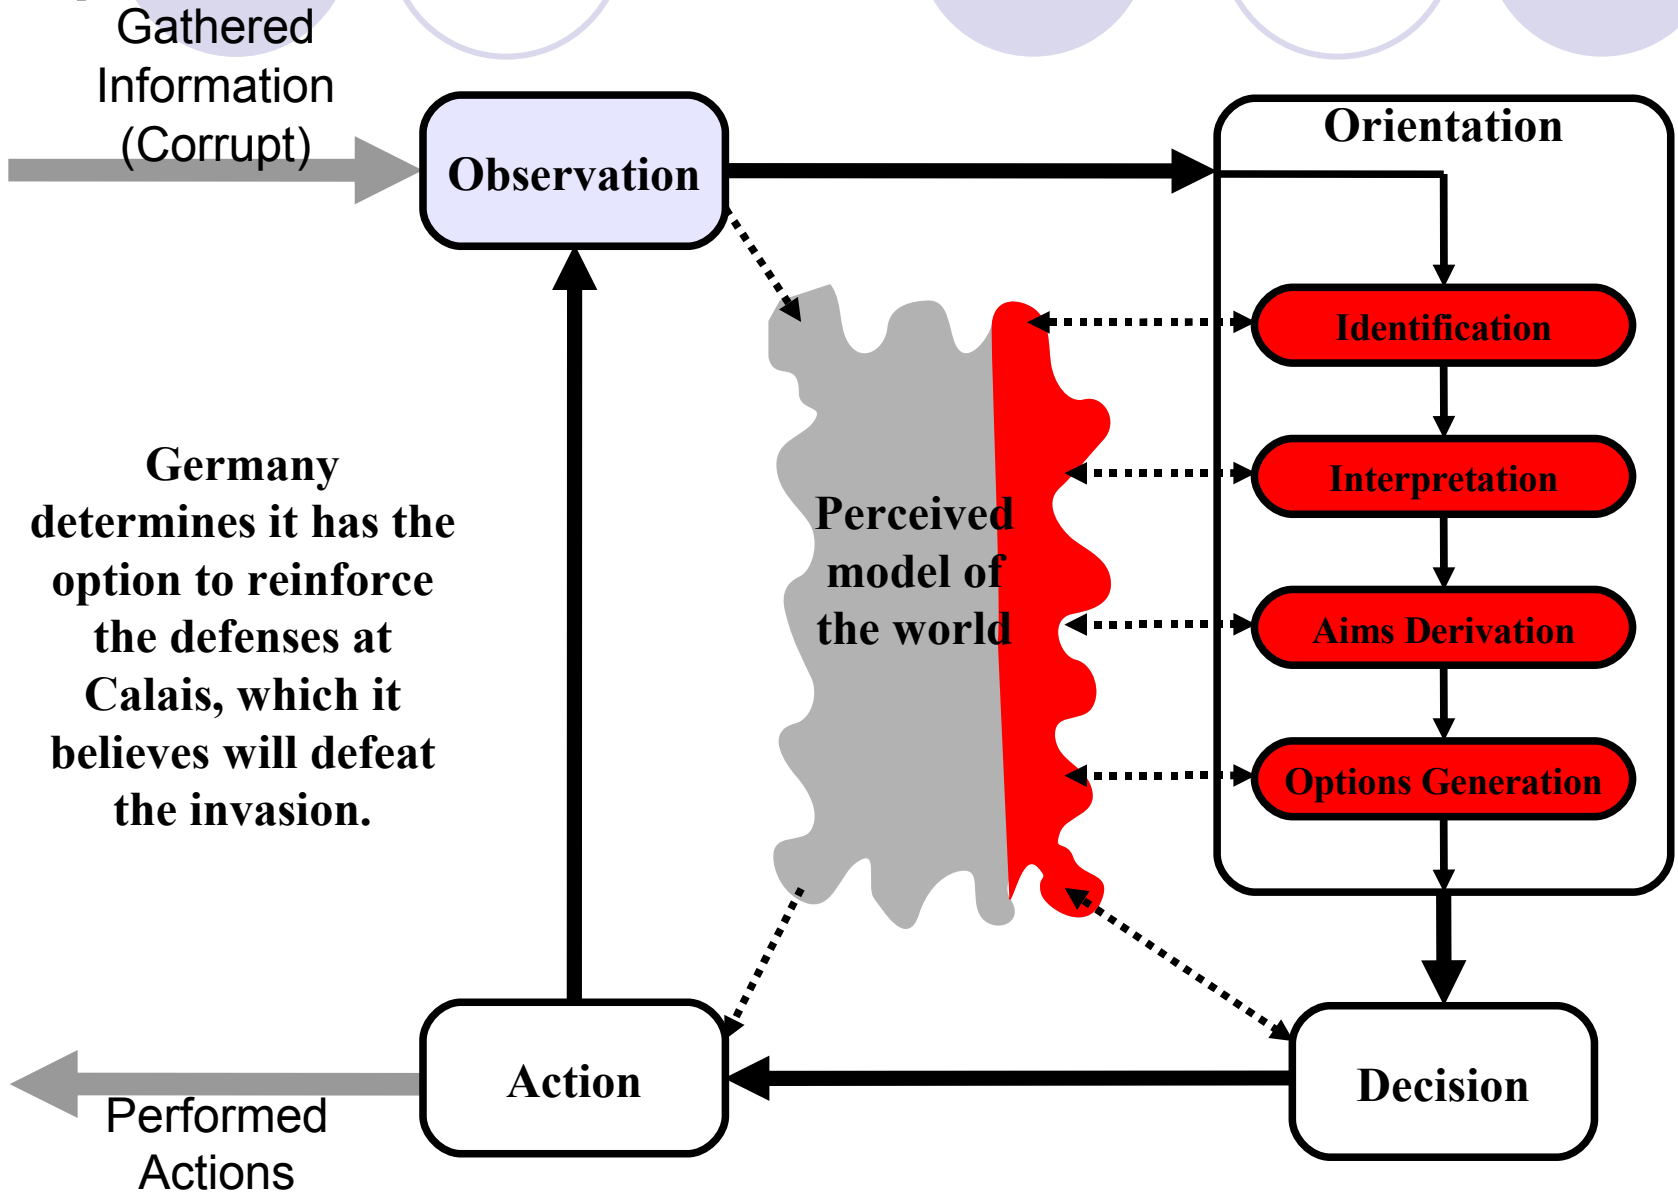 Gathered
Information
(Corrupt)
Observation
Orientation
Identification
Interpretation
Aims Derivation
Options Generation
Perceived
model of
the world
Germany
determines it has the
option to reinforce
the defenses at
Calais, which it
believes will defeat
the invasion.
Action
Decision
Performed
Actions